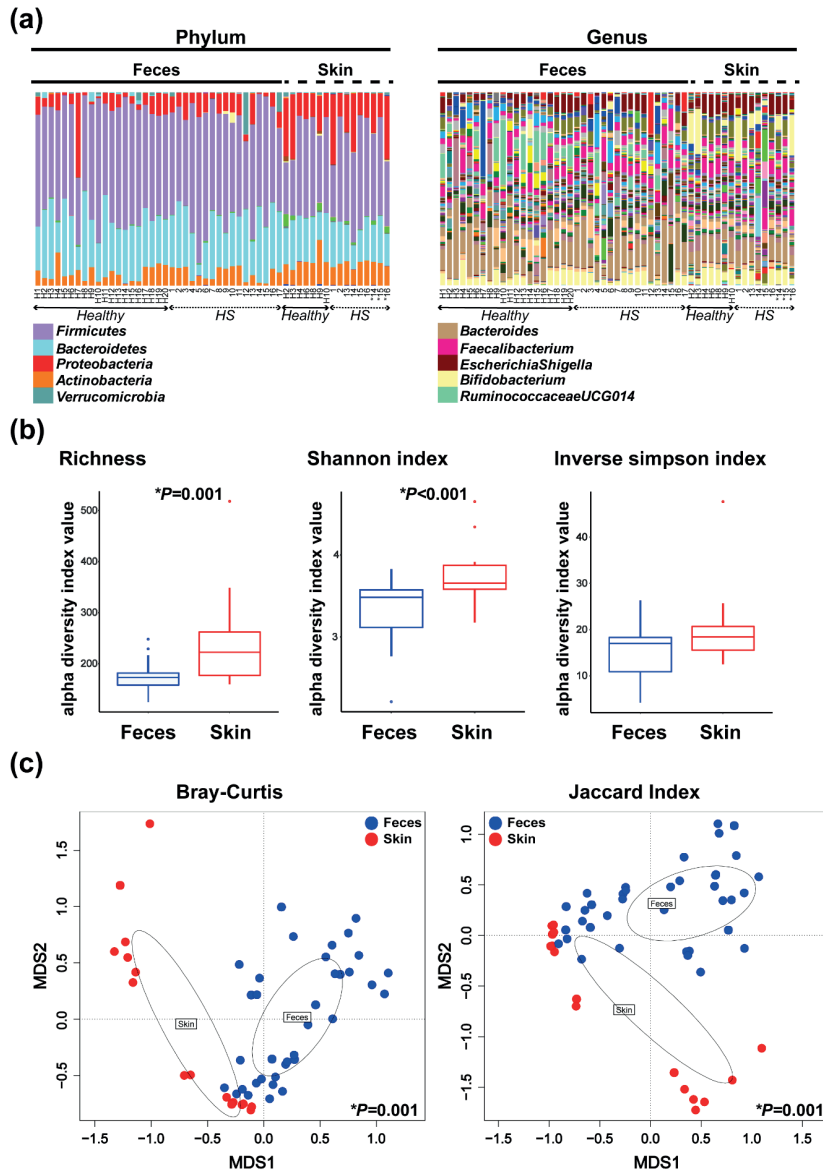 (a)
Phylum
Genus
Feces
Skin
Feces
Skin
Healthy
HS
Healthy
HS
Healthy
HS
Healthy
HS
Firmicutes
Bacteroidetes
Proteobacteria
Actinobacteria
Verrucomicrobia
Bacteroides
Faecalibacterium
EscherichiaShigella
Bifidobacterium
RuminococcaceaeUCG014
(b)
Richness
Shannon index
Inverse simpson index
*P=0.001
*P<0.001
alpha diversity index value
500
400
300
200
alpha diversity index value
4
3
alpha diversity index value
40
30
20
10
Feces Skin
Feces Skin
Feces Skin
(c)
Bray-Curtis
Jaccard Index
Feces
Skin
Feces
Skin
MDS2
1.5
1.0
0.5
0.0
−0.5
Skin
Feces
*P=0.001
−1.5 −1.0 −0.5 0.0 0.5 1.0
MDS1
MDS2
1.0
0.5
0.0
−0.5
−1.0
−1.5
Feces
Skin
*P=0.001
−1.5 −1.0 −0.5 0.0 0.5 1.0 1.5
MDS1